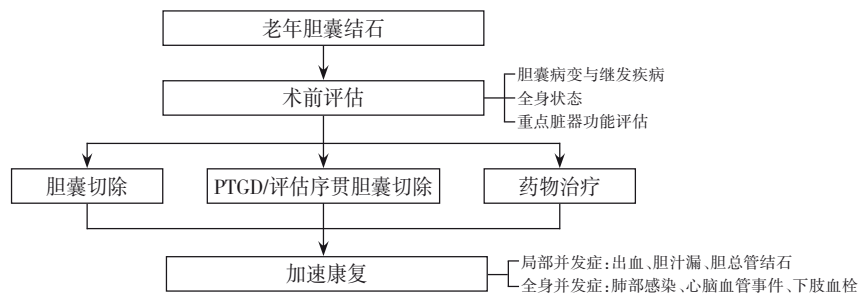 老年胆囊结石
胆囊病变与继发疾病
术前评估
全身状态
重点脏器功能评估
胆囊切除
PTGD/评估序贯胆囊切除
药物治疗
加速康复
局部并发症:出血、胆汁漏、胆总管结石
全身并发症:肺部感染、心脑血管事件、下肢血栓